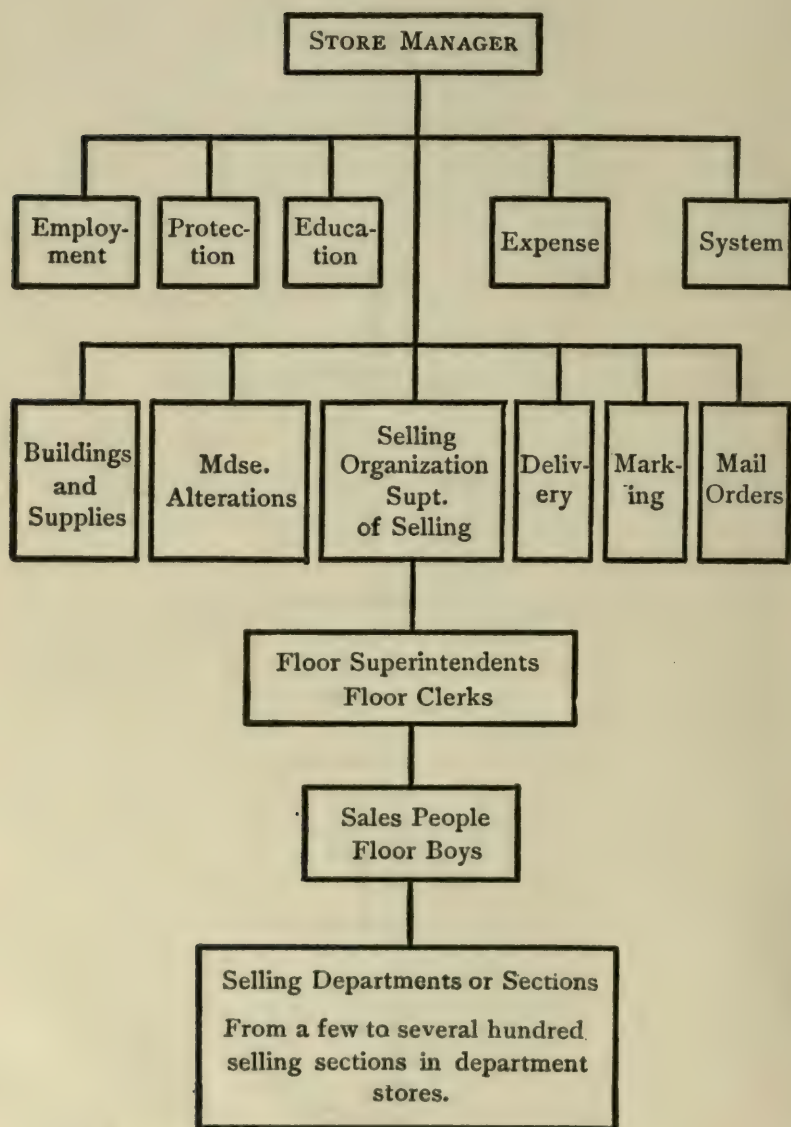 STORE MANAGER
Employ-
ment
Protec-
tion
Educa-
tion
Expense
System
Buildings
and
Supplies
Mdse.
Alterations
Selling
Organization
Supt.
of Selling
Deliv-
ery
Mark-
ing
Mail
Orders
Floor Superintendents
Floor Clerks
Sales People
Floor Boys
Selling Departments or Sections
From a few to several hundred
selling sections in department
stores.